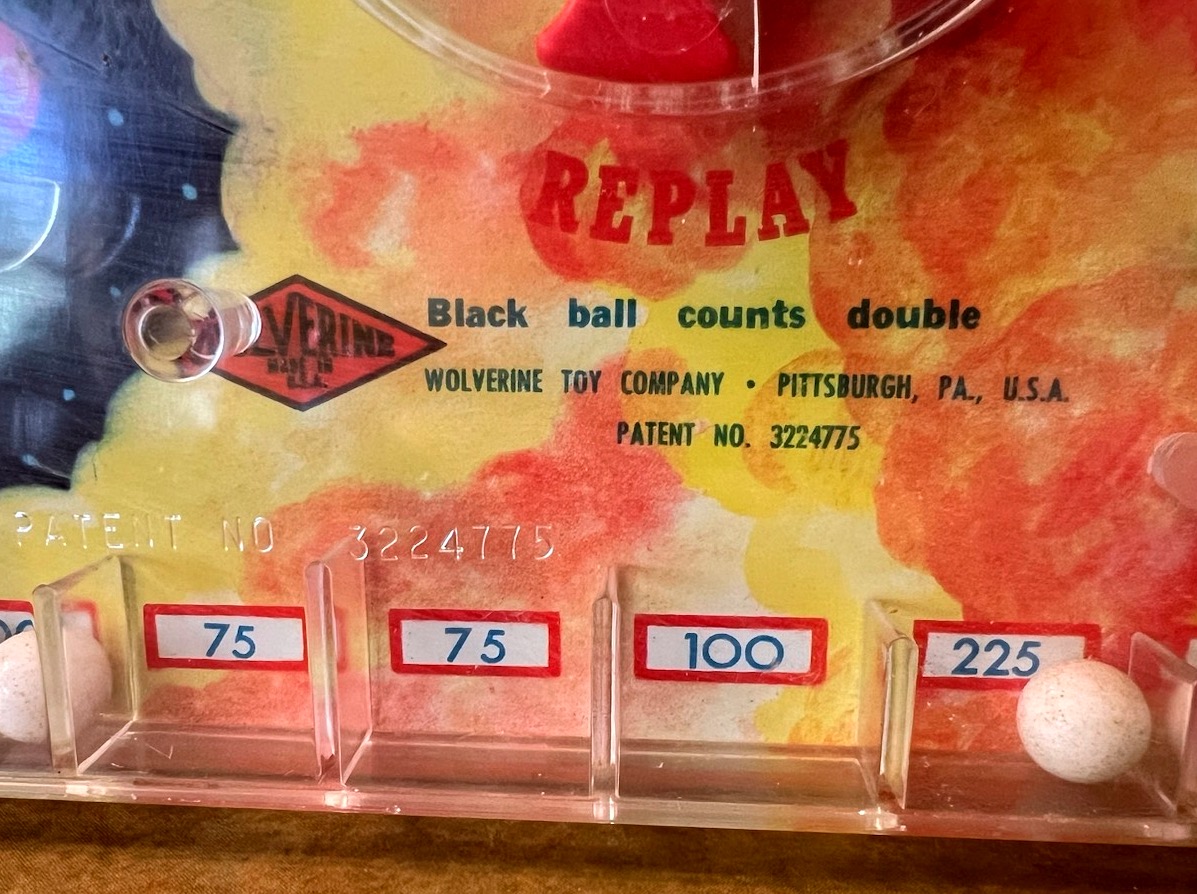 REPLAY
VERINE
MADE IN
U.S.A.
Black ball counts double
WOLVERINE TOY COMPANY • PITTSBURGH, PA., U.S.A.
PATENT NO. 3224775
PATENT NO 3224775
75
75
100
225